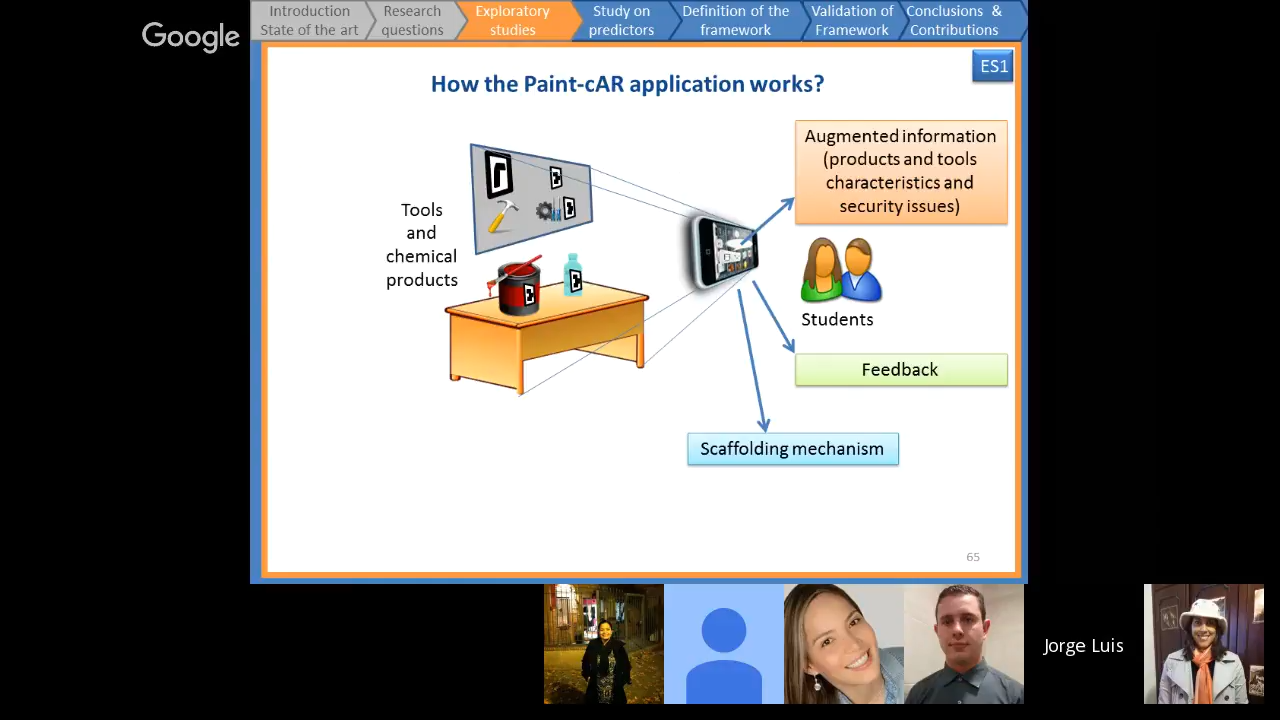 Google
Introduction
State of the art
Research
questions
Exploratory
studies
Study on
predictors
Definition of the
framework
Validation of
Framework
Conclusions &
Contributions
ES1
How the Paint-cAR application works?
Augmented information
(products and tools
characteristics and
security issues)
Tools
and
chemical
products
Students
Feedback
Scaffolding mechanism
65
Jorge Luis